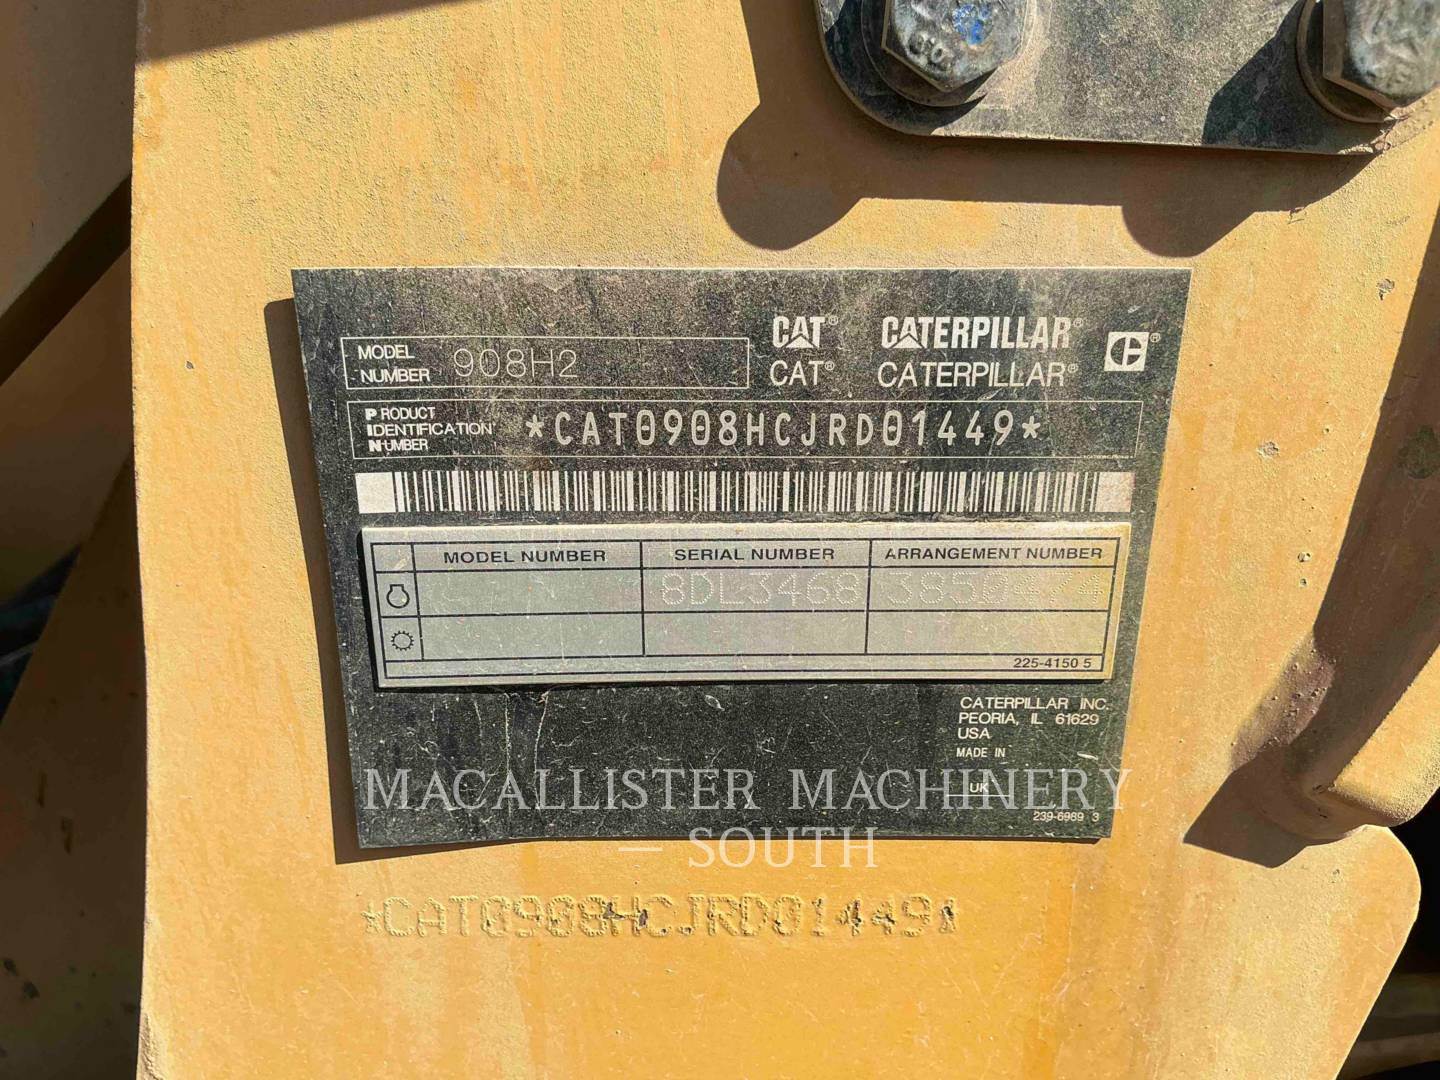 MODEL NUMBER 908H2
CAT® CATERPILLAR®
CAT® CATERPILLAR®
PRODUCT IDENTIFICATION NUMBER *CAT0908HCJRD01449*
MODEL NUMBER SERIAL NUMBER ARRANGEMENT NUMBER
8DL3468
225-4150 5
CATERPILLAR INC.
PEORIA, IL 61629
USA
MADE IN
UK
239-6989 3
MACALLISTER MACHINERY
— SOUTH
*CAT0908HCJRD01449*